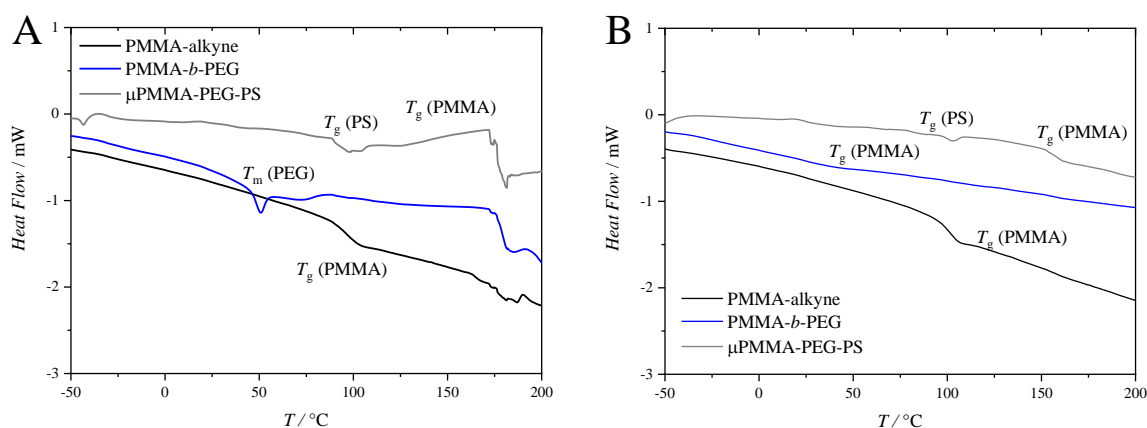 A
PMMA-alkyne
PMMA-b-PEG
μPMMA-PEG-PS
Tg (PS)
Tg (PMMA)
Tm (PEG)
Tg (PMMA)
1
0
-1
-2
-3
Heat Flow / mW
-50
0
50
100
150
200
T / °C
B
Tg (PS)
Tg (PMMA)
Tg (PMMA)
Tg (PMMA)
PMMA-alkyne
PMMA-b-PEG
μPMMA-PEG-PS
1
0
-1
-2
-3
Heat Flow / mW
-50
0
50
100
150
200
T / °C